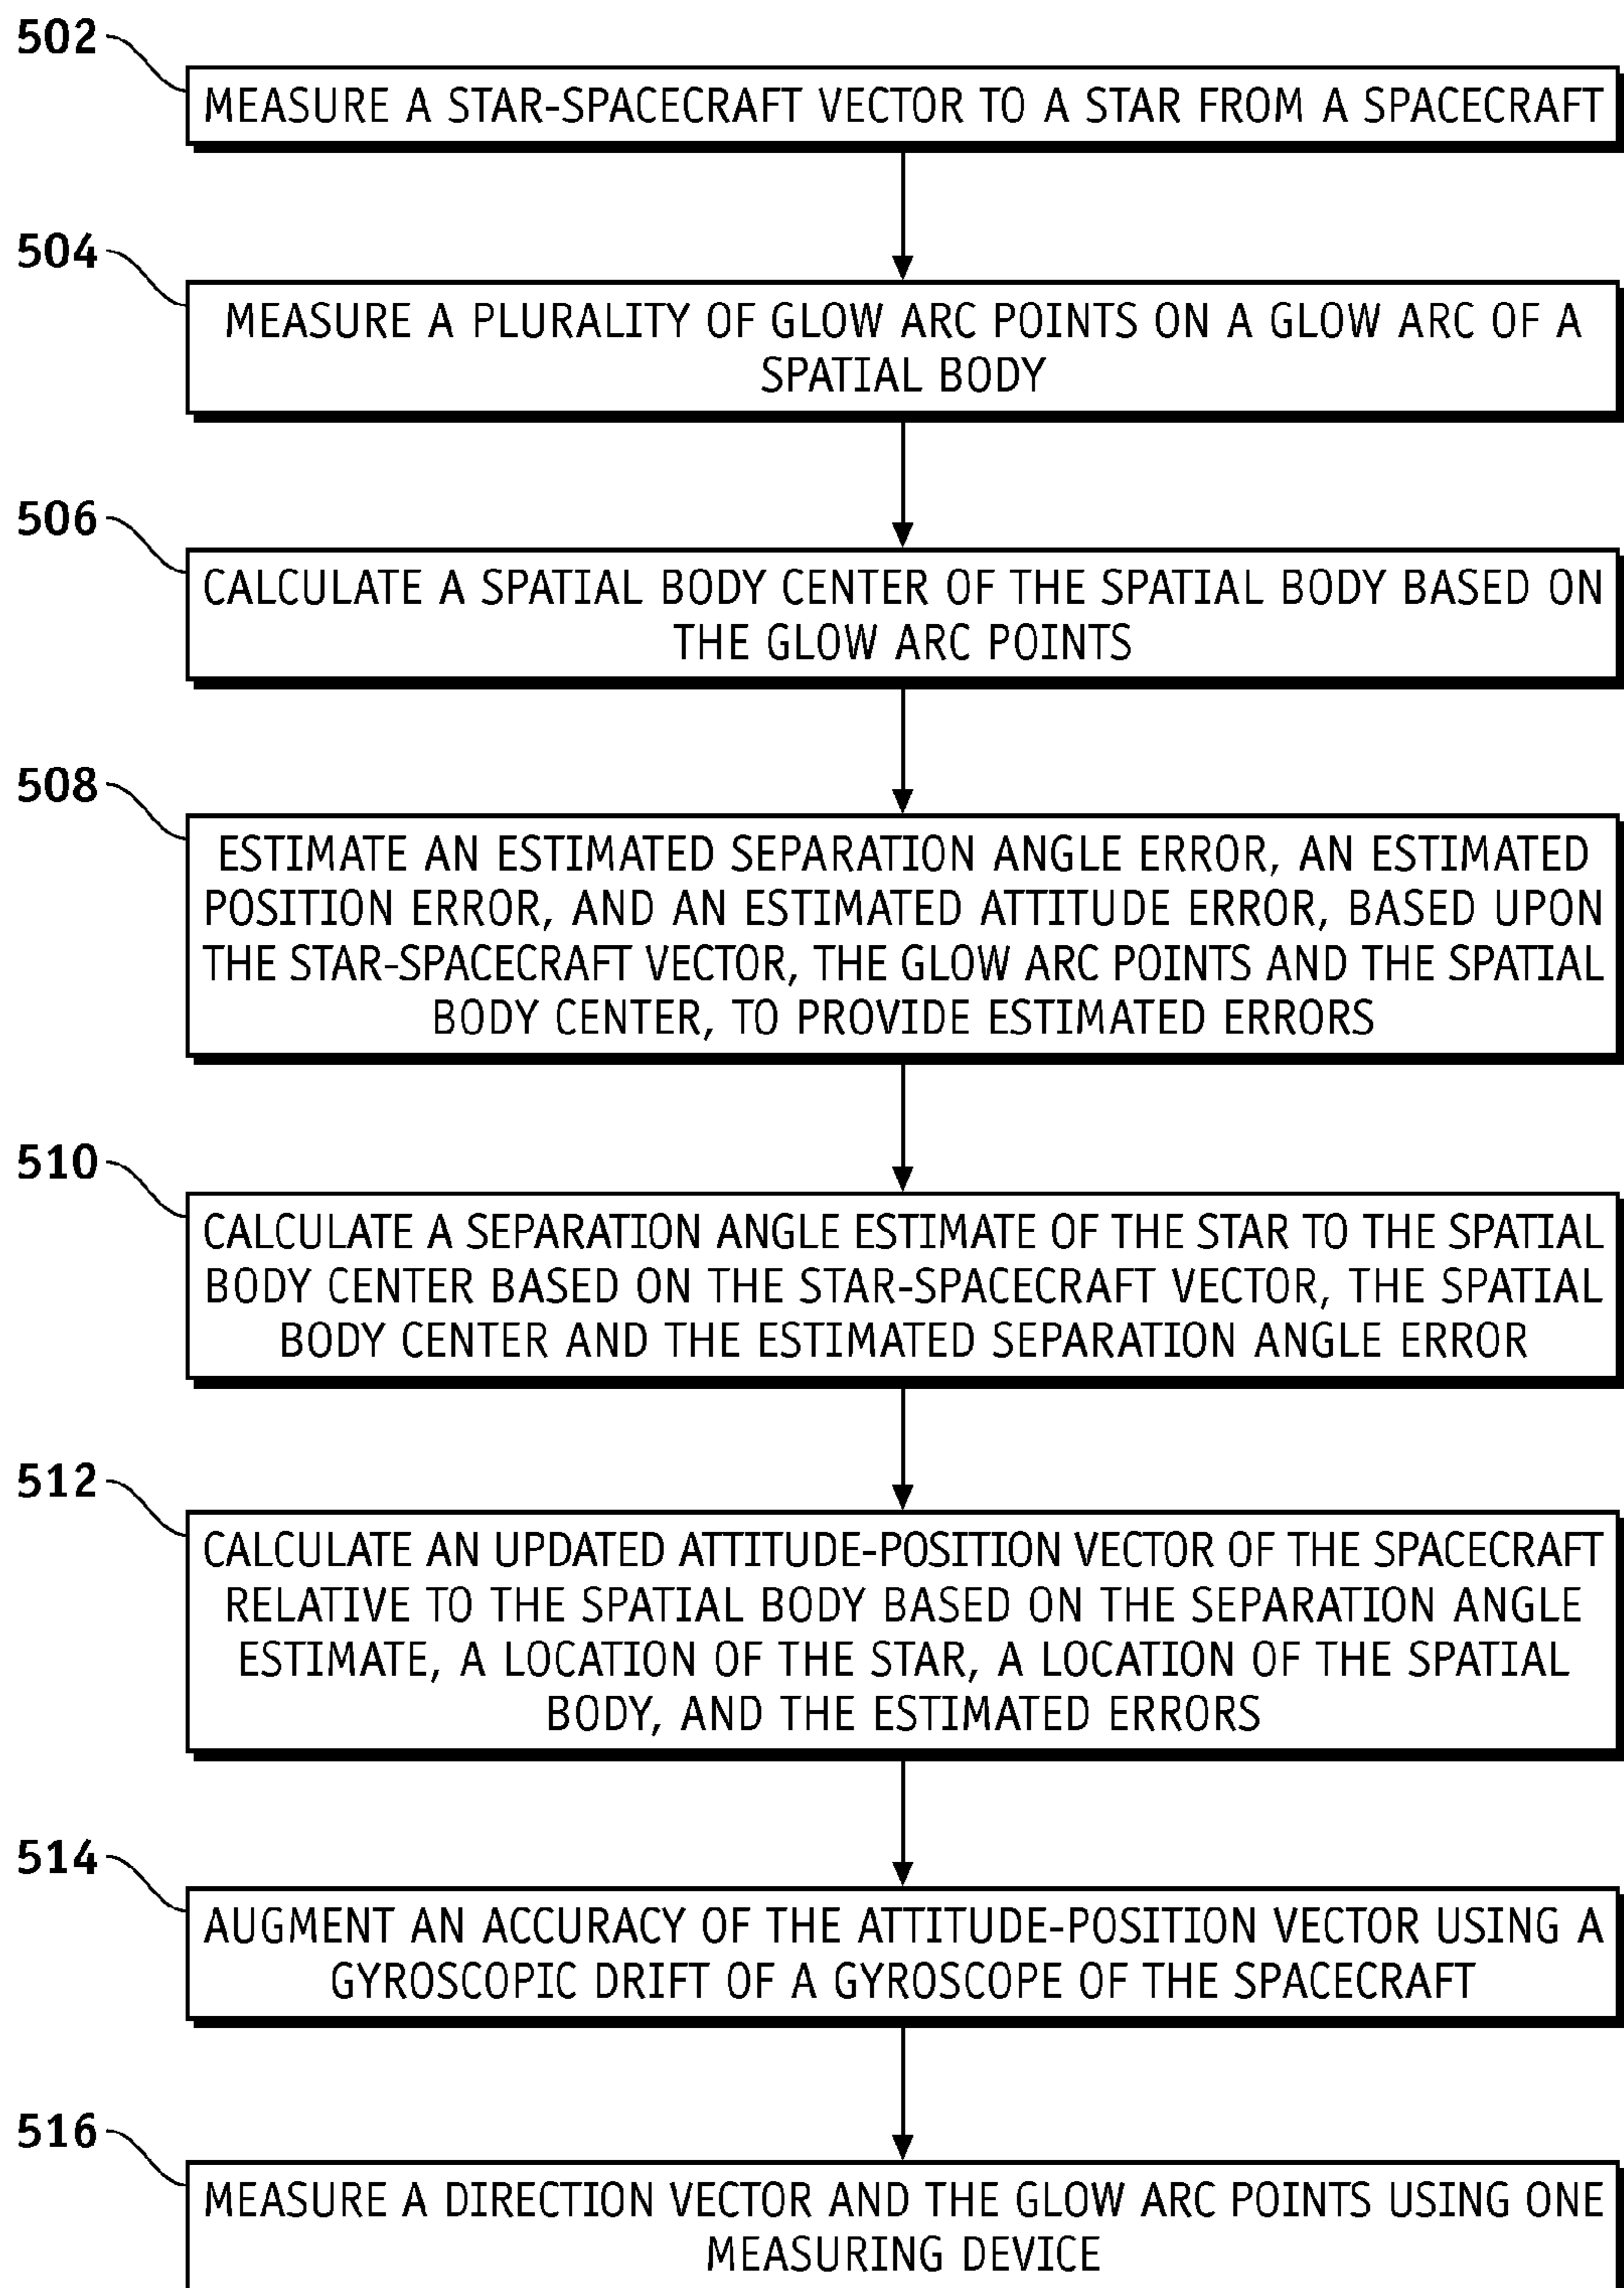 502
MEASURE A STAR-SPACECRAFT VECTOR TO A STAR FROM A SPACECRAFT
504
MEASURE A PLURALITY OF GLOW ARC POINTS ON A GLOW ARC OF A
SPATIAL BODY
506
CALCULATE A SPATIAL BODY CENTER OF THE SPATIAL BODY BASED ON
THE GLOW ARC POINTS
508
ESTIMATE AN ESTIMATED SEPARATION ANGLE ERROR, AN ESTIMATED
POSITION ERROR, AND AN ESTIMATED ATTITUDE ERROR, BASED UPON
THE STAR-SPACECRAFT VECTOR, THE GLOW ARC POINTS AND THE SPATIAL
BODY CENTER, TO PROVIDE ESTIMATED ERRORS
510
CALCULATE A SEPARATION ANGLE ESTIMATE OF THE STAR TO THE SPATIAL
BODY CENTER BASED ON THE STAR-SPACECRAFT VECTOR, THE SPATIAL
BODY CENTER AND THE ESTIMATED SEPARATION ANGLE ERROR
512
CALCULATE AN UPDATED ATTITUDE-POSITION VECTOR OF THE SPACECRAFT
RELATIVE TO THE SPATIAL BODY BASED ON THE SEPARATION ANGLE
ESTIMATE, A LOCATION OF THE STAR, A LOCATION OF THE SPATIAL
BODY, AND THE ESTIMATED ERRORS
514
AUGMENT AN ACCURACY OF THE ATTITUDE-POSITION VECTOR USING A
GYROSCOPIC DRIFT OF A GYROSCOPE OF THE SPACECRAFT
516
MEASURE A DIRECTION VECTOR AND THE GLOW ARC POINTS USING ONE
MEASURING DEVICE